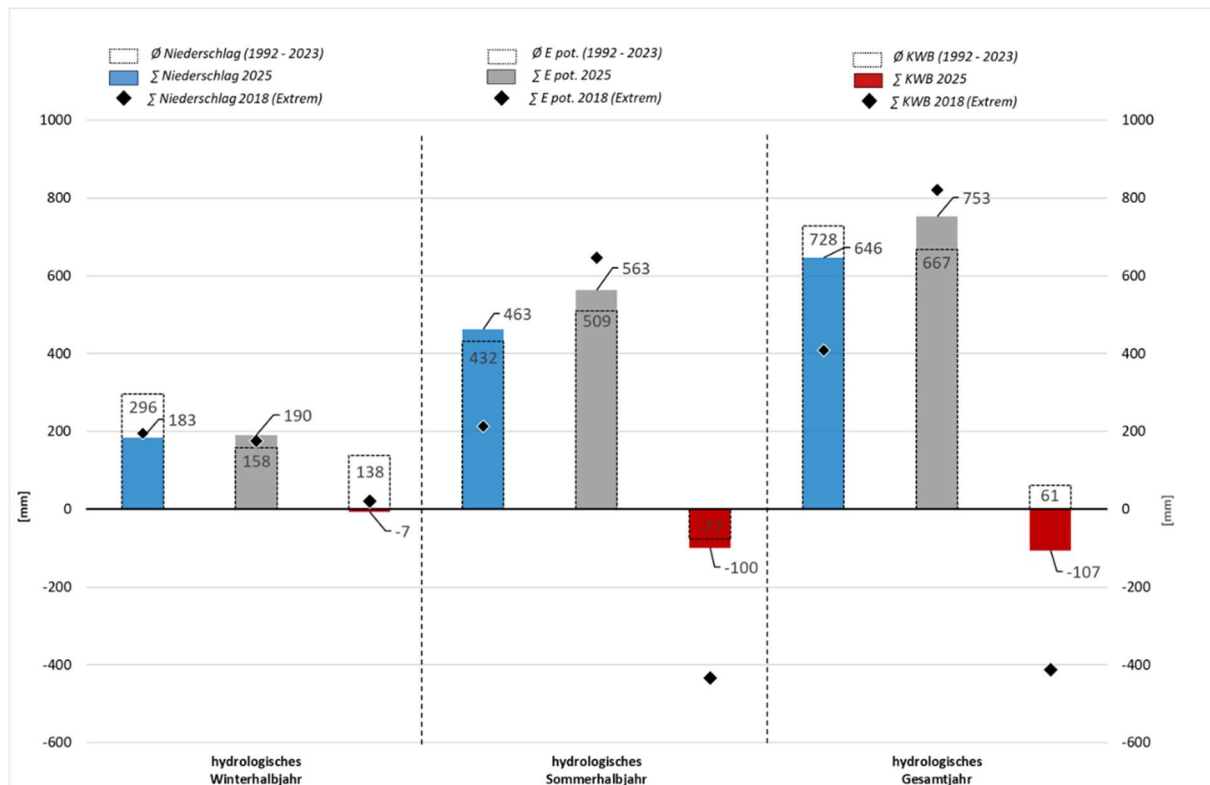 Ø Niederschlag (1992 - 2023)
∑ Niederschlag 2025
∑ Niederschlag 2018 (Extrem)
Ø E pot. (1992 - 2023)
∑ E pot. 2025
∑ E pot. 2018 (Extrem)
Ø KWB (1992 - 2023)
∑ KWB 2025
∑ KWB 2018 (Extrem)
1000
800
600
400
200
0
-200
-400
-600
[mm]
296
183
158
190
138
-7
432
463
509
563
-77
-100
728
646
667
753
61
-107
1000
800
600
400
200
0
-200
-400
-600
[mm]
hydrologisches
Winterhalbjahr
hydrologisches
Sommerhalbjahr
hydrologisches
Gesamtjahr